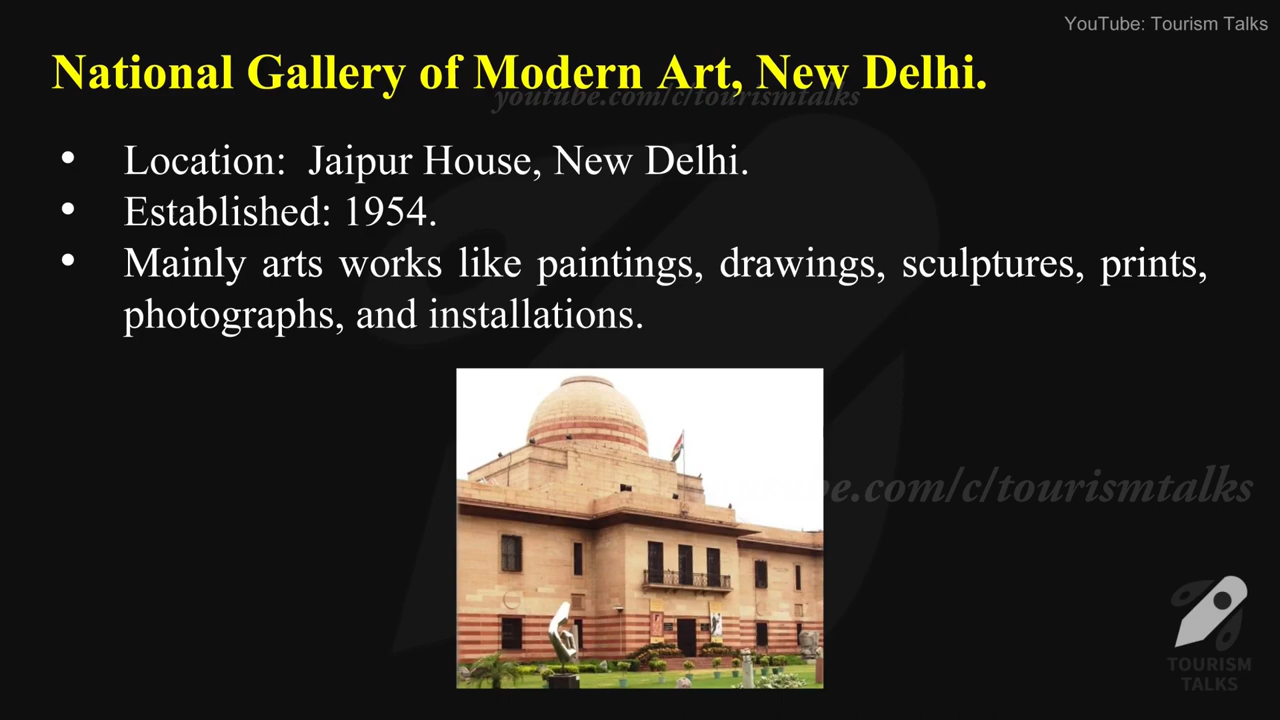 YouTube: Tourism Talks
National Gallery of Modern Art, New Delhi.
youtube.com/c/tourismtalks
• Location: Jaipur House, New Delhi.
• Established: 1954.
• Mainly arts works like paintings, drawings, sculptures, prints,
photographs, and installations.
be.com/c/tourismtalks
TOURISM
TALKS